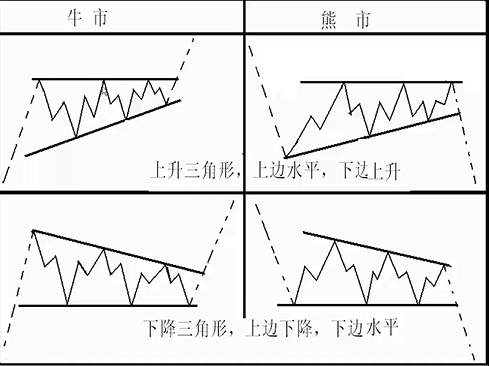 牛 市
熊 市
上升三角形，上边水平，下边上升
下降三角形，上边下降，下边水平